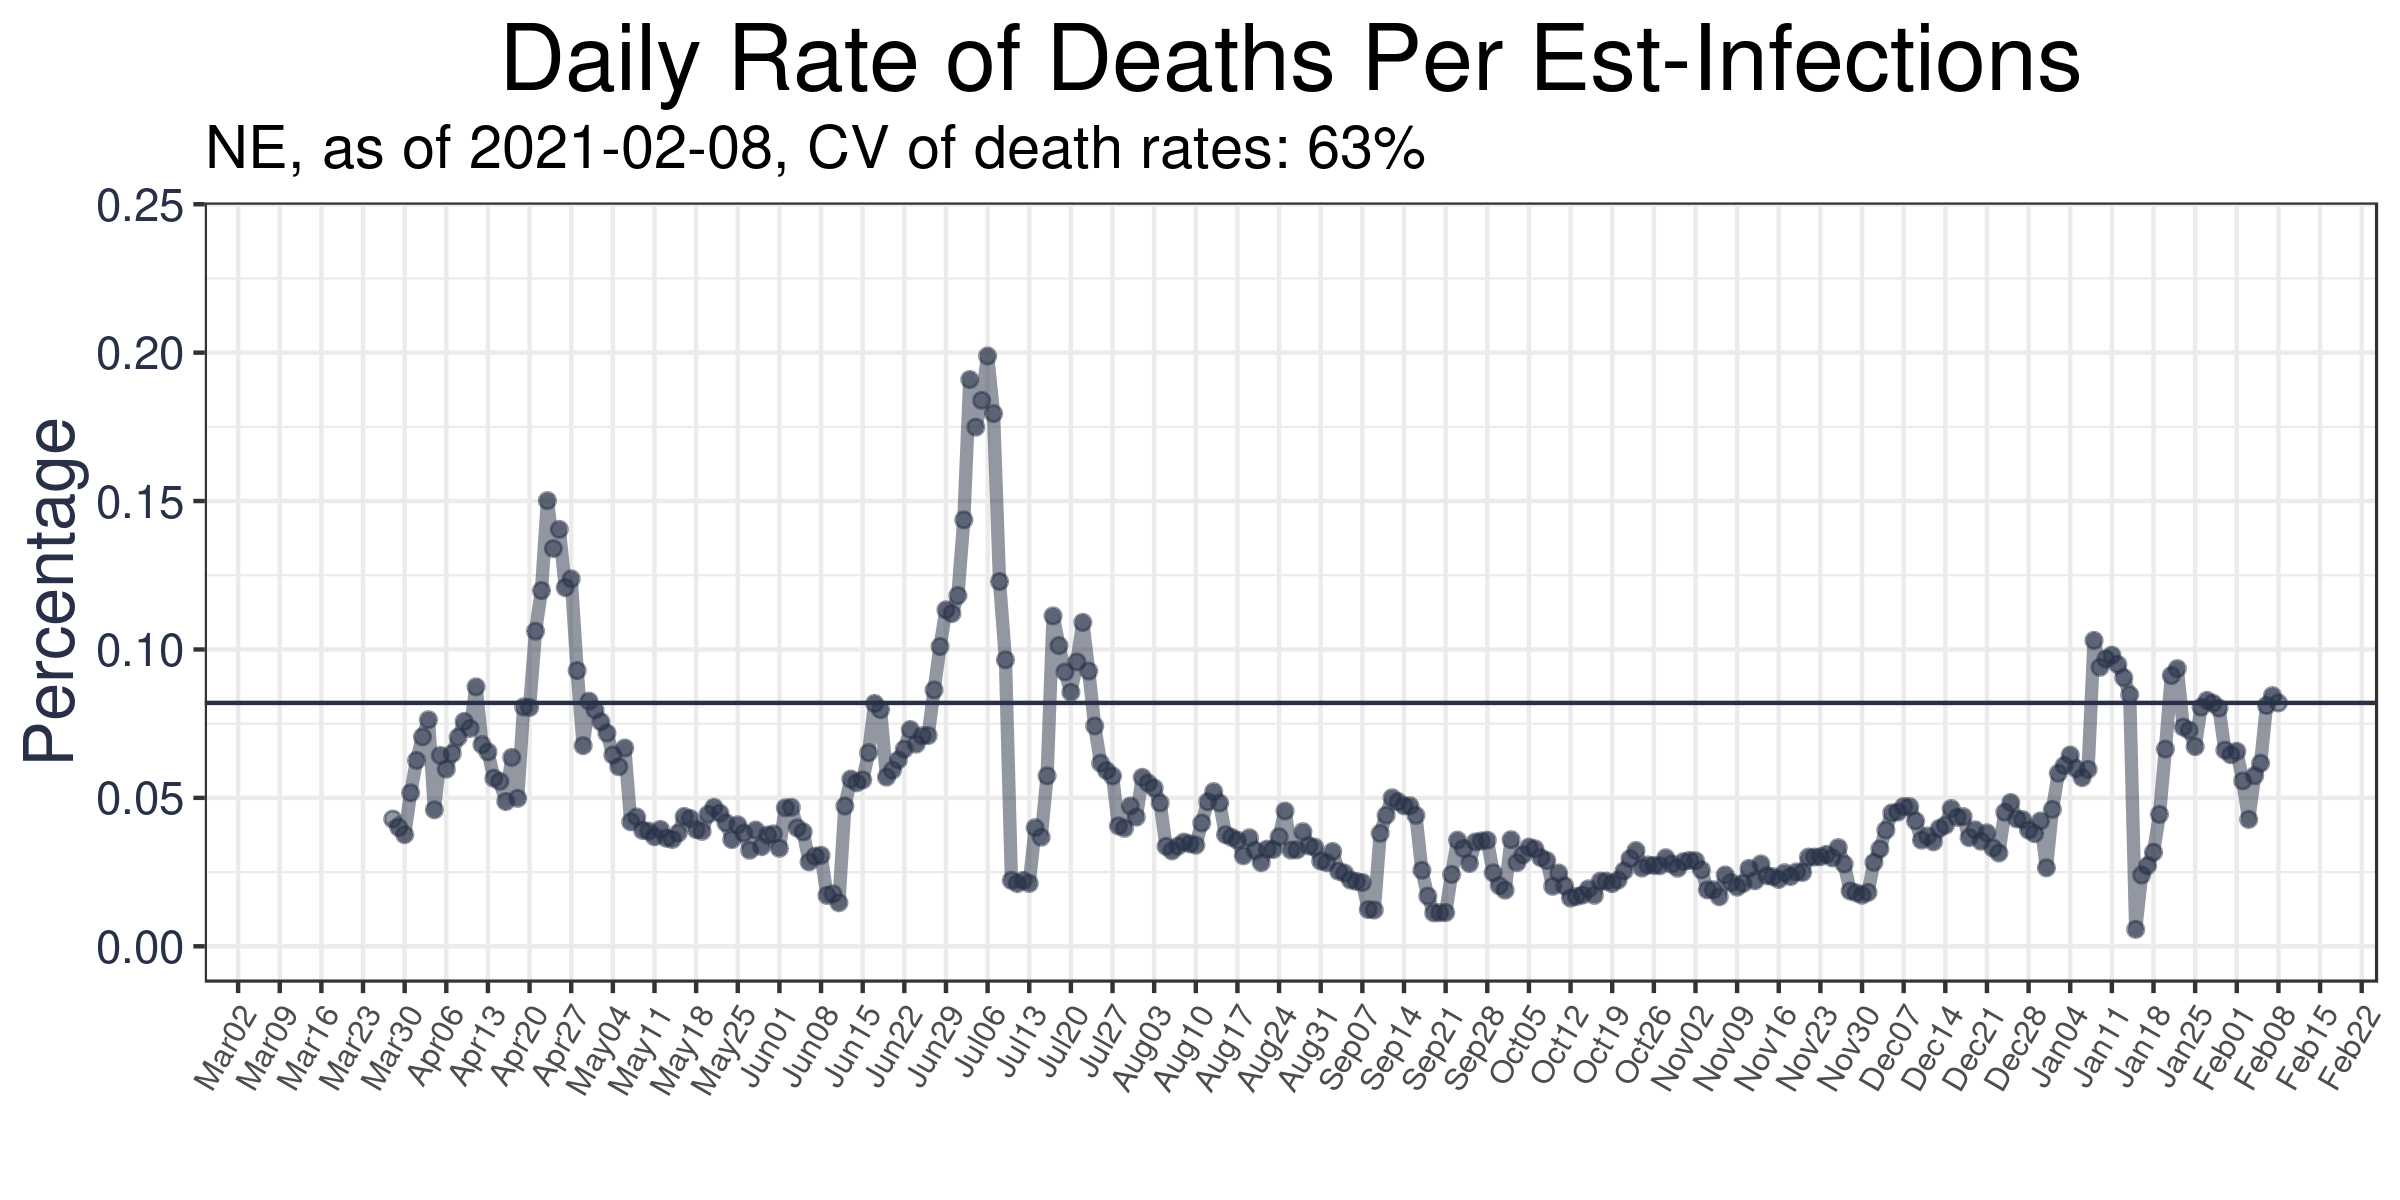 Daily Rate of Deaths Per Est-Infections
NE, as of 2021-02-08, CV of death rates: 63%
Percentage
0.25
0.20
0.15
0.10
0.05
0.00
Mar02
Mar09
Mar16
Mar23
Mar30
Apr06
Apr13
Apr20
Apr27
May04
May11
May18
May25
Jun01
Jun08
Jun15
Jun22
Jun29
Jul06
Jul13
Jul20
Jul27
Aug03
Aug10
Aug17
Aug24
Aug31
Sep07
Sep14
Sep21
Sep28
Oct05
Oct12
Oct19
Oct26
Nov02
Nov09
Nov16
Nov23
Nov30
Dec07
Dec14
Dec21
Dec28
Jan04
Jan11
Jan18
Jan25
Feb01
Feb08
Feb15
Feb22